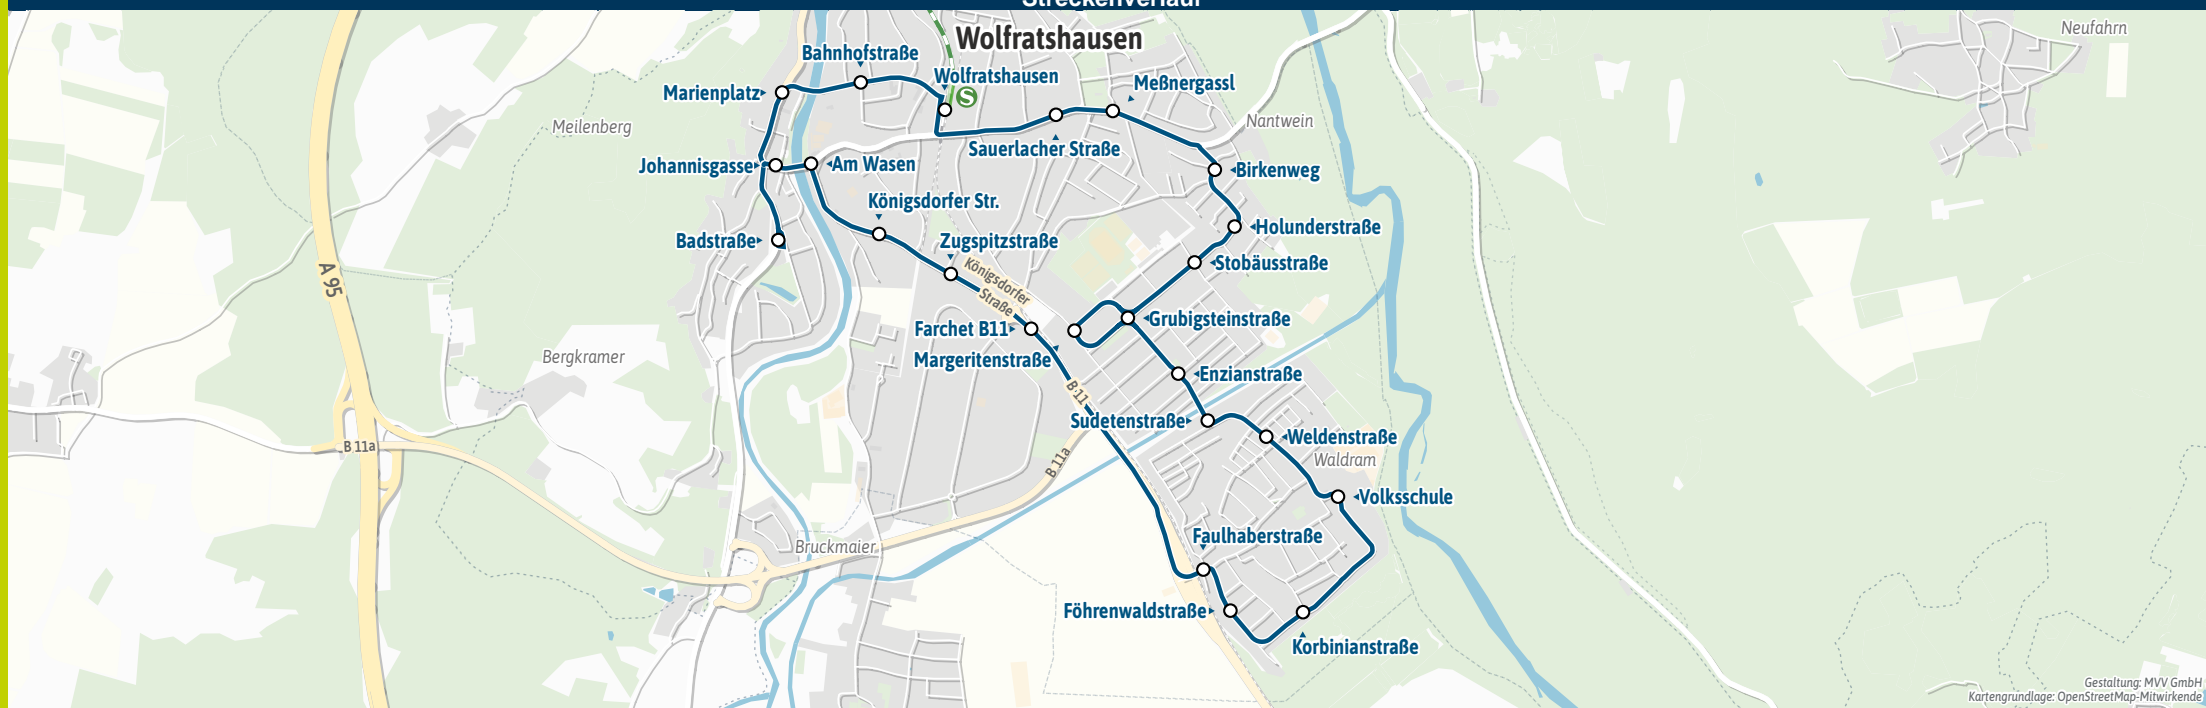 Streckenverlauf
Wolfratshausen
Neufahrn
Bahnhofstraße
Wolfratshausen
S
Meßnergassl
Marienplatz
Meilenberg
Nantwein
Sauerlacher Straße
Johannisgasse
Am Wasen
Birkenweg
Königsdorfer Str.
Holunderstraße
Badstraße
Zugspitzstraße
Stobäusstraße
A 95
Königsdorfer
Straße
Farchet B11
Grubigsteinstraße
Bergkramer
Margeritenstraße
Enzianstraße
B 11
Sudetenstraße
Weldenstraße
B 11a
B 11a
Waldram
Volksschule
Faulhaberstraße
Bruckmaier
Föhrenwaldstraße
Korbinianstraße
Gestaltung: MVV GmbH
Kartengrundlage: OpenStreetMap-Mitwirkende